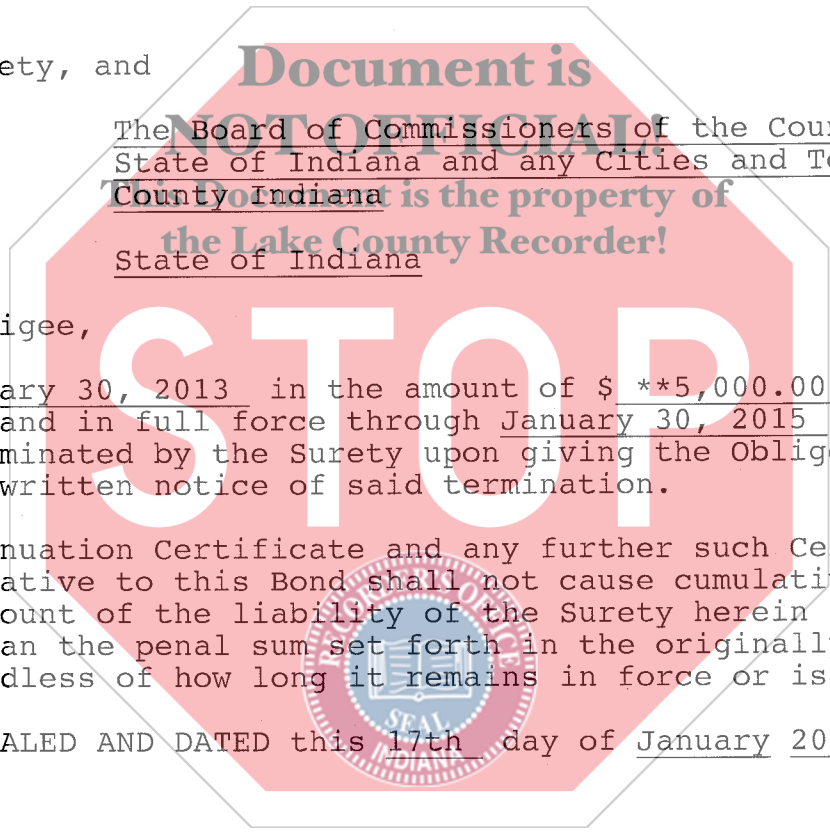 ety, and
Document is
NOT OFFICIAL!
The Board of Commissioners of the Cour
State of Indiana and any Cities and To
This Document is the property of
County Indiana
the Lake County Recorder!
State of Indiana
igee,
STOP
ary 30, 2013 in the amount of $ **5,000.00
and in full force through January 30, 2015
minated by the Surety upon giving the Oblige
written notice of said termination.
nuation Certificate and any further such Ce
ative to this Bond shall not cause cumulati
ount of the liability of the Surety herein
an the penal sum set forth in the originall
dless of how long it remains in force or is
RECORDER'S OFFICE
SEAL
INDIANA
ALED AND DATED this 17th day of January 20